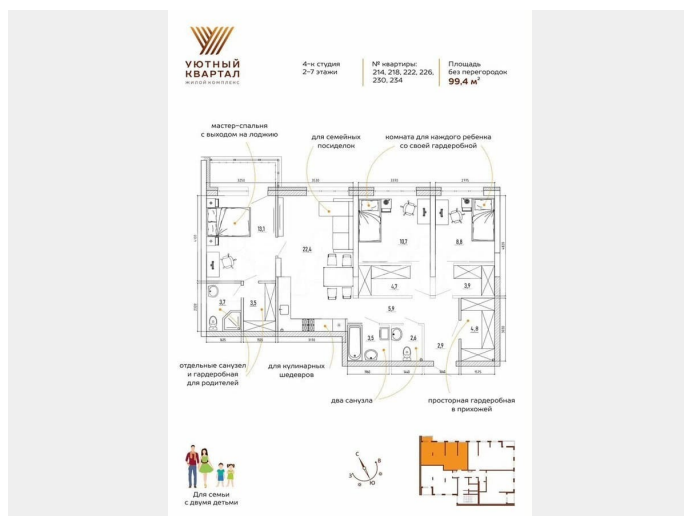 УЮТНЫЙ
КВАРТАЛ
ЖИЛОЙ КОМПЛЕКС
4-к студия
2-7 этажи
№ квартиры:
214, 218, 222, 226,
230, 234
Площадь
без перегородок
99,4 м²
мастер-спальня
с выходом на лоджию
для семейных
посиделок
комната для каждого ребенка
со своей гардеробной
13,1
22,4
10,7
8,8
4,7
3,9
5,9
3,7
3,5
3,5
2,6
2,9
4,9
отдельные санузел
и гардеробная
для родителей
для кулинарных
шедевров
два санузла
просторная гардеробная
в прихожей
Для семьи
с двумя детьми
С
В
З
Ю